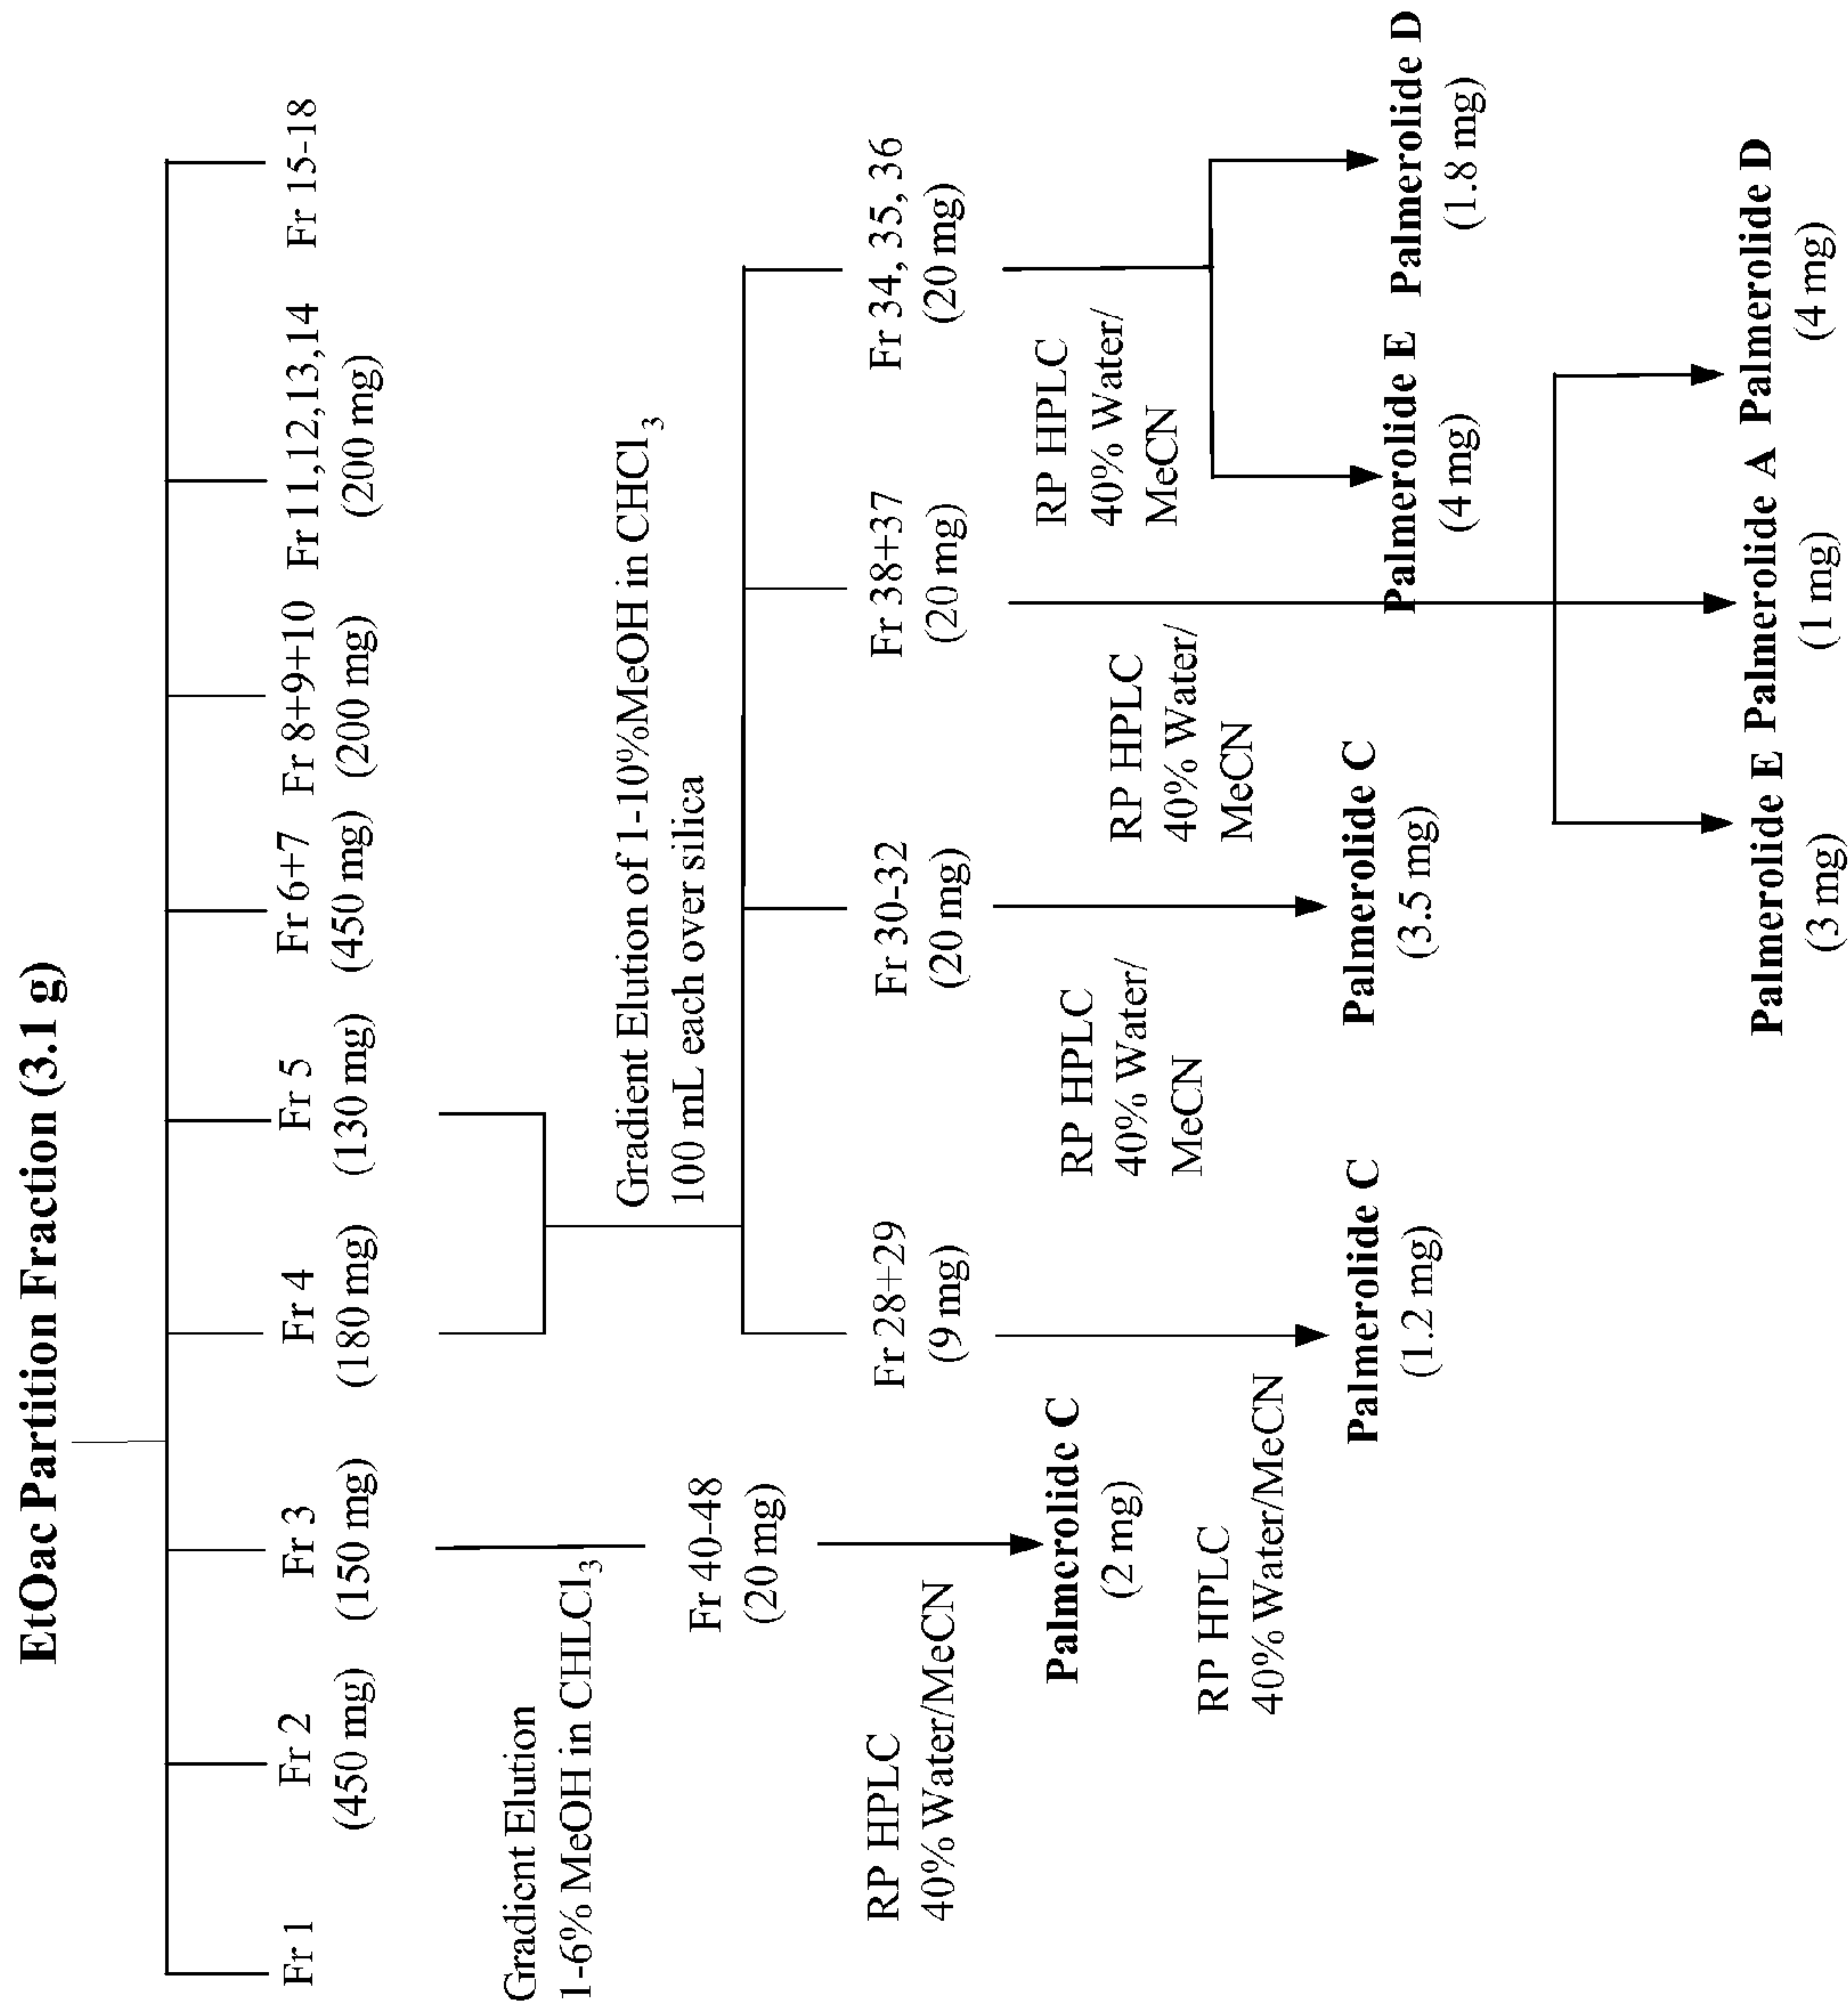 EtOac Partition Fraction (3.1 g)
Fr 1
Fr 2
(450 mg)
Fr 3
(150 mg)
Fr 4
(180 mg)
Fr 5
(130 mg)
Fr 6+7
(450 mg)
Fr 8+9+10
(200 mg)
Fr 11,12,13,14
(200 mg)
Fr 15-18
Gradient Elution
1-6% MeOH in CHLCl3
Gradient Elution of 1-10%MeOH in CHCl3
100 mL each over silica
Fr 40-48
(20 mg)
RP HPLC
40%Water/MeCN
Palmerolide C
(2 mg)
Fr 28+29
(9 mg)
RP HPLC
40%Water/MeCN
Palmerolide C
(1.2 mg)
Fr 30-32
(20 mg)
RP HPLC
40% Water/
MeCN
Palmerolide C
(3.5 mg)
Fr 38+37
(20 mg)
RP HPLC
40% Water/
MeCN
Palmerolide E
(3 mg)
Palmerolide A
(1 mg)
Palmerolide D
(4 mg)
Fr 34, 35, 36
(20 mg)
RP HPLC
40% Water/
MeCN
Palmerolide E
(4 mg)
Palmerolide D
(1.8 mg)